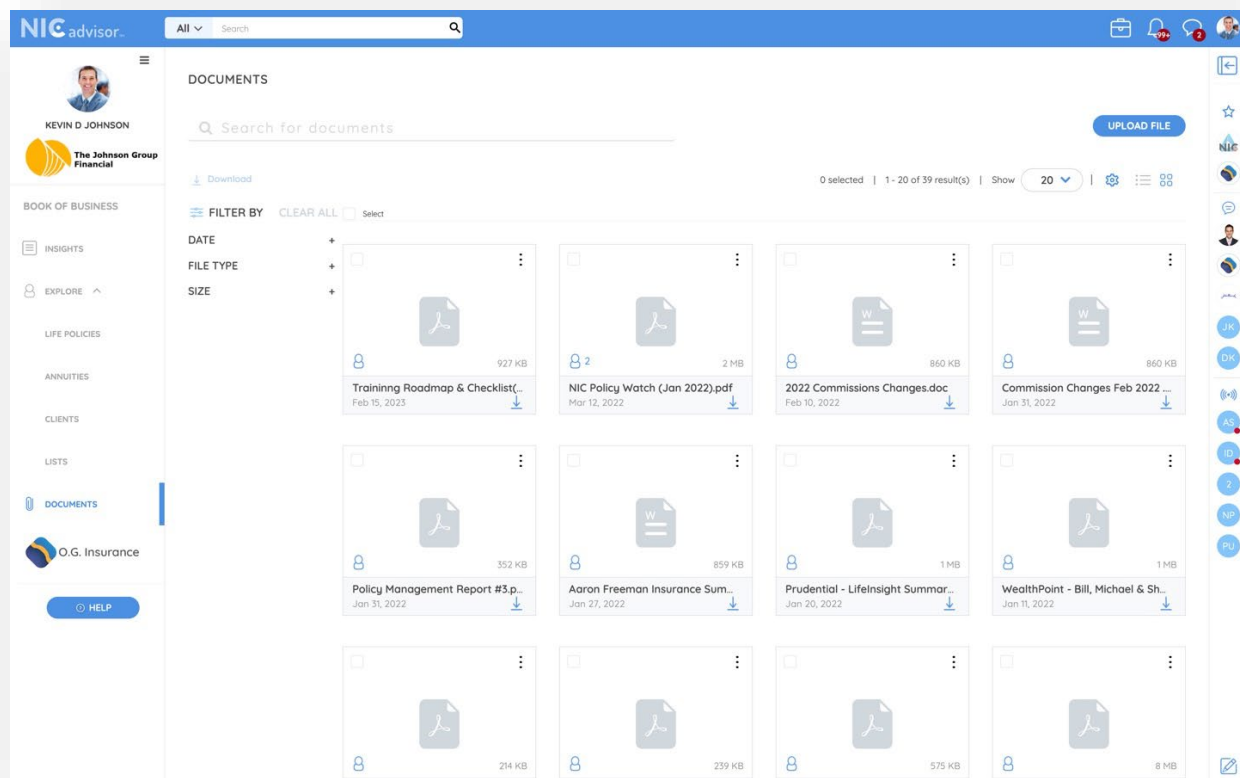 NIC advisor™
All
Search
99+
2
KEVIN D JOHNSON
The Johnson Group
Financial
BOOK OF BUSINESS
INSIGHTS
EXPLORE
LIFE POLICIES
ANNUITIES
CLIENTS
LISTS
DOCUMENTS
O.G. Insurance
HELP
DOCUMENTS
Search for documents
UPLOAD FILE
Download
0 selected | 1 - 20 of 39 result(s) | Show 20 |
FILTER BY CLEAR ALL Select
DATE +
FILE TYPE +
SIZE +
927 KB
Traininng Roadmap & Checklist(...
Feb 15, 2023
2 2 MB
NIC Policy Watch (Jan 2022).pdf
Mar 12, 2022
W
860 KB
2022 Commissions Changes.doc
Feb 10, 2022
W
860 KB
Commission Changes Feb 2022 ...
Jan 31, 2022
352 KB
Policy Management Report #3.p...
Jan 31, 2022
W
859 KB
Aaron Freeman Insurance Sum...
Jan 27, 2022
1 MB
Prudential - LifeInsight Summar...
Jan 20, 2022
1 MB
WealthPoint - Bill, Michael & Sh...
Jan 11, 2022
214 KB
239 KB
575 KB
8 MB
NIC
JK
DK
AS
ID
2
NP
PU